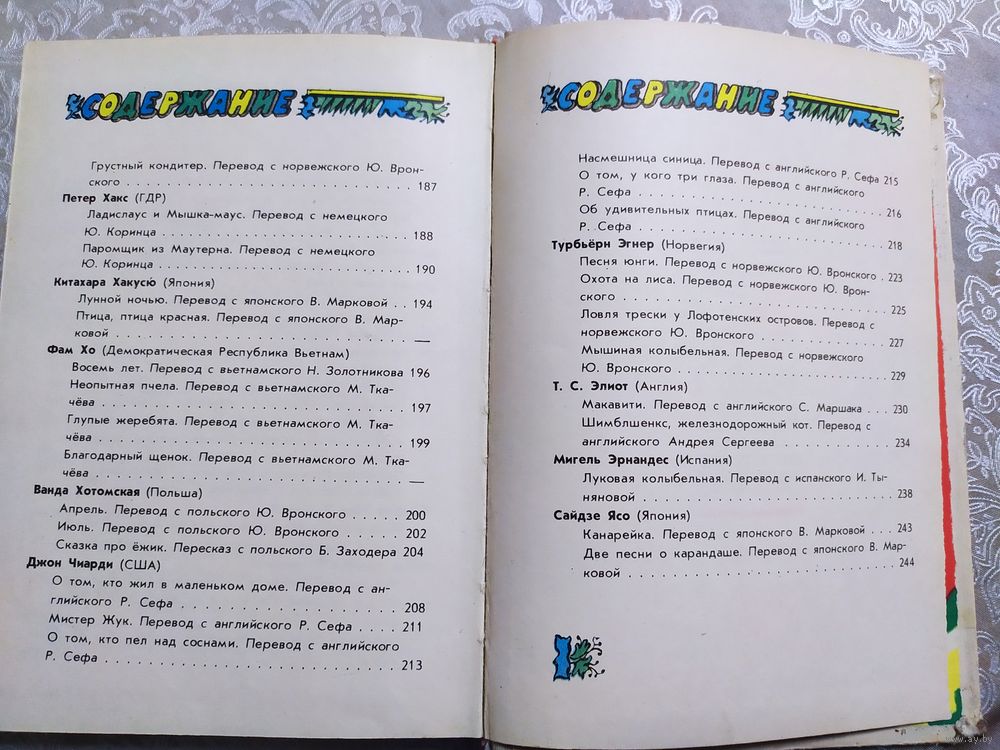 СОДЕРЖАНИЕ
Грустный кондитер. Перевод с норвежского Ю. Врон-
ского . . . . . . . . . . . . . . . . . . . . . . . . 187
Петер Хакс (ГДР)
Ладислаус и Мышка-маус. Перевод с немецкого
Ю. Коринца . . . . . . . . . . . . . . . . . . . . . 188
Паромщик из Маутерна. Перевод с немецкого
Ю. Коринца . . . . . . . . . . . . . . . . . . . . . 190
Китахара Хакусю (Япония)
Лунной ночью. Перевод с японского В. Марковой . . 194
Птица, птица красная. Перевод с японского В. Мар-
ковой . . . . . . . . . . . . . . . . . . . . . . . . —
Фам Хо (Демократическая Республика Вьетнам)
Восемь лет. Перевод с вьетнамского Н. Золотникова 196
Неопытная пчела. Перевод с вьетнамского М. Тка-
чёва . . . . . . . . . . . . . . . . . . . . . . . . 197
Глупые жеребята. Перевод с вьетнамского М. Тка-
чёва . . . . . . . . . . . . . . . . . . . . . . . . 199
Благодарный щенок. Перевод с вьетнамского М. Тка-
чёва . . . . . . . . . . . . . . . . . . . . . . . . —
Ванда Хотомская (Польша)
Апрель. Перевод с польского Ю. Вронского . . . . . 200
Июль. Перевод с польского Ю. Вронского . . . . . 202
Сказка про ёжик. Пересказ с польского Б. Заходера 204
Джон Чиарди (США)
О том, кто жил в маленьком доме. Перевод с ан-
глийского Р. Сефа . . . . . . . . . . . . . . . . . 208
Мистер Жук. Перевод с английского Р. Сефа . . . . 211
О том, кто пел над соснами. Перевод с английского
Р. Сефа . . . . . . . . . . . . . . . . . . . . . . . 213
СОДЕРЖАНИЕ
Насмешница синица. Перевод с английского Р. Сефа 215
О том, у кого три глаза. Перевод с английского
Р. Сефа . . . . . . . . . . . . . . . . . . . . . . . 216
Об удивительных птицах. Перевод с английского
Р. Сефа . . . . . . . . . . . . . . . . . . . . . . . 218
Турбьёрн Эгнер (Норвегия)
Песня юнги. Перевод с норвежского Ю. Вронского . 223
Охота на лиса. Перевод с норвежского Ю. Врон-
ского . . . . . . . . . . . . . . . . . . . . . . . . 225
Ловля трески у Лофотенских островов. Перевод с
норвежского Ю. Вронского . . . . . . . . . . . . 227
Мышиная колыбельная. Перевод с норвежского
Ю. Вронского . . . . . . . . . . . . . . . . . . . 229
Т. С. Элиот (Англия)
Макавити. Перевод с английского С. Маршака . . . 230
Шимблшенкс, железнодорожный кот. Перевод с
английского Андрея Сергеева . . . . . . . . . . 234
Мигель Эрнандес (Испания)
Луковая колыбельная. Перевод с испанского И. Ты-
няновой . . . . . . . . . . . . . . . . . . . . . . 238
Сайдзе Ясо (Япония)
Канарейка. Перевод с японского В. Марковой . . . 243
Две песни о карандаше. Перевод с японского В. Мар-
ковой . . . . . . . . . . . . . . . . . . . . . . . . 244
www.ay.by